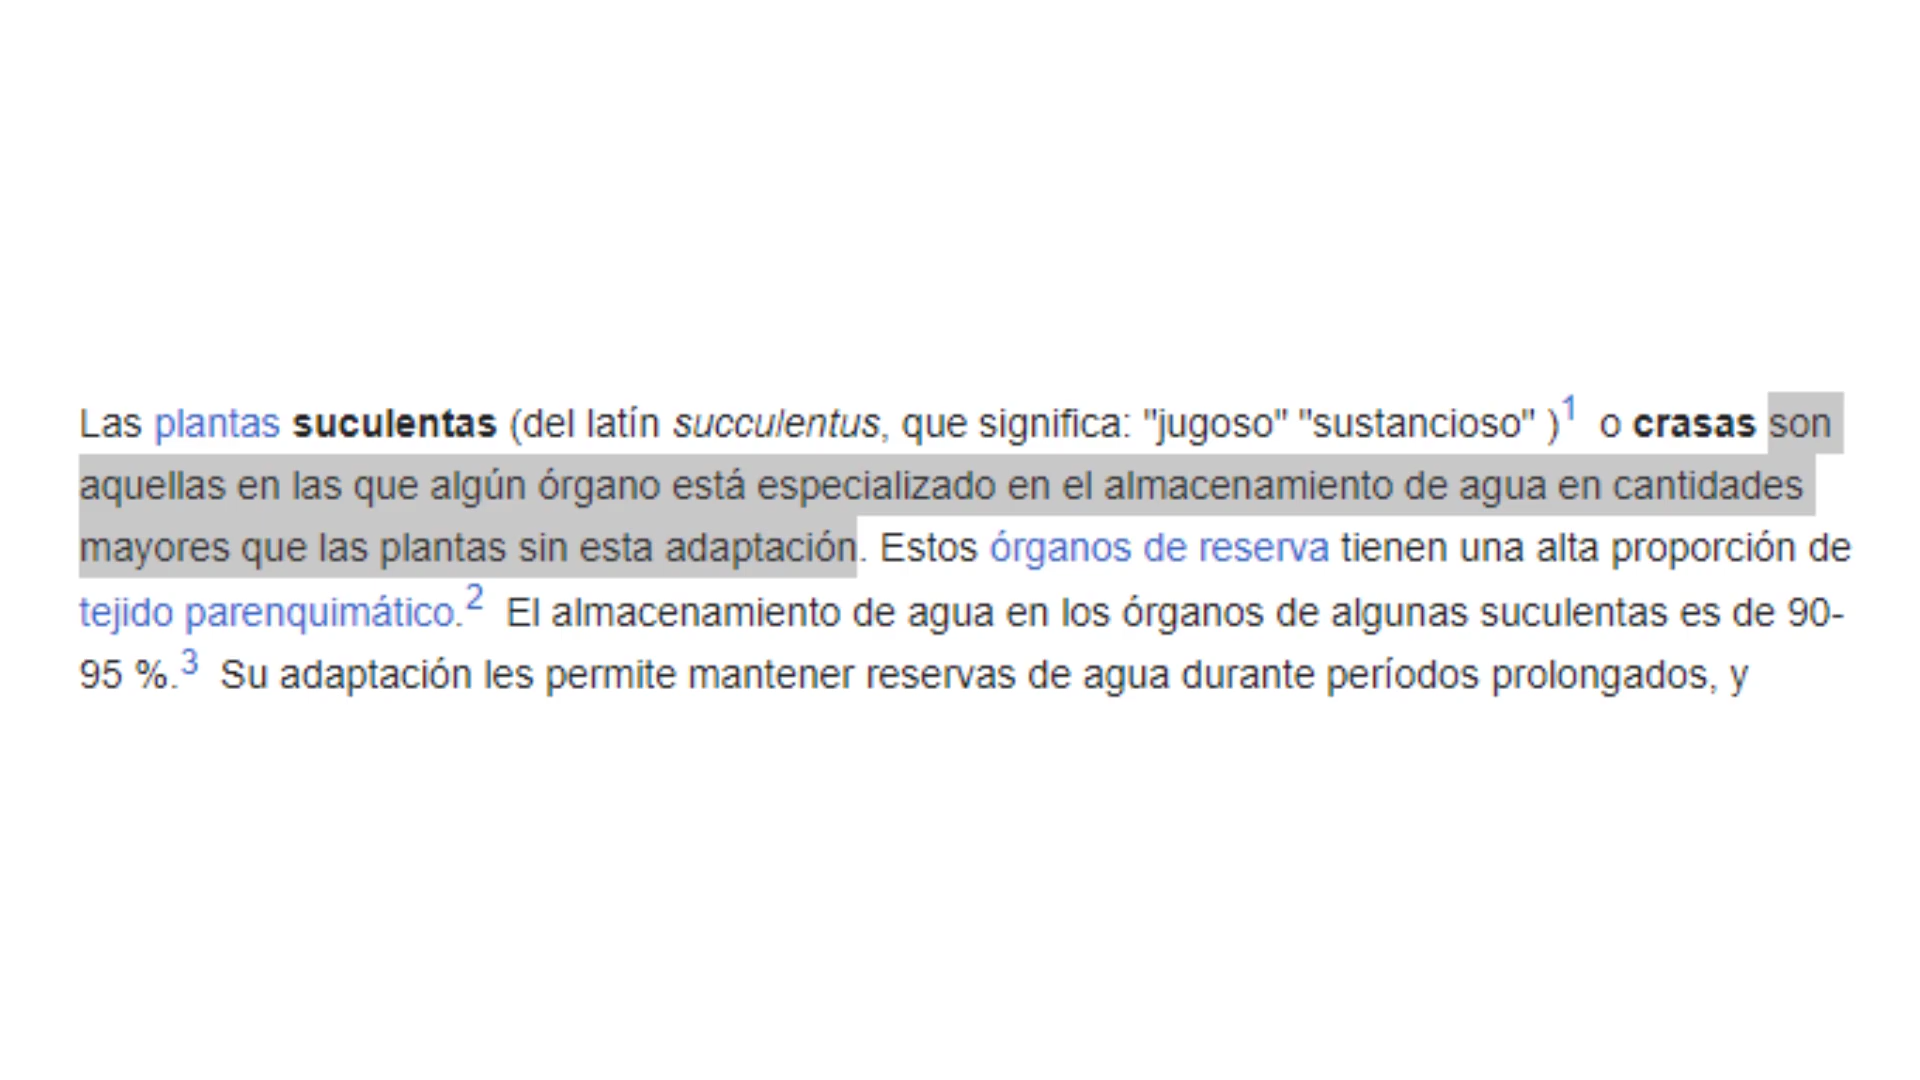 Las plantas suculentas (del latín succulentus, que significa: "jugoso" "sustancioso" )1 o crasas son
aquellas en las que algún órgano está especializado en el almacenamiento de agua en cantidades
mayores que las plantas sin esta adaptación. Estos órganos de reserva tienen una alta proporción de
tejido parenquimático.2 El almacenamiento de agua en los órganos de algunas suculentas es de 90-
95 %.3 Su adaptación les permite mantener reservas de agua durante períodos prolongados, y